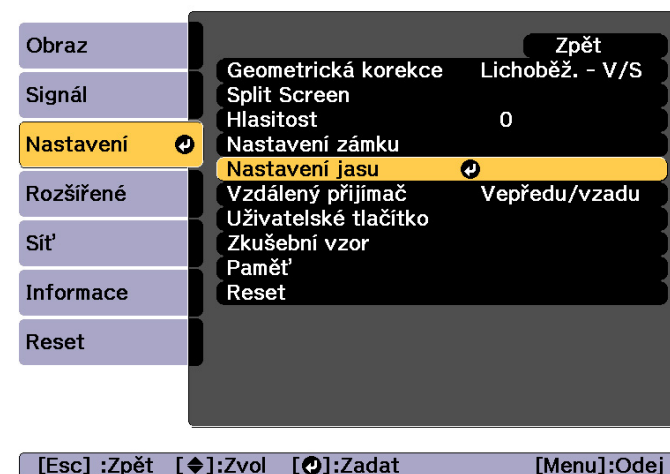 Obraz
Signál
Nastavení
Rozšířené
Síť
Informace
Reset
Zpět
Geometrická korekce Lichoběž. - V/S
Split Screen
Hlasitost 0
Nastavení zámku
Nastavení jasu
Vzdálený přijímač Vepředu/vzadu
Uživatelské tlačítko
Zkušební vzor
Paměť
Reset
[Esc] :Zpět [ ]:Zvol [ ]:Zadat [Menu]:Odej